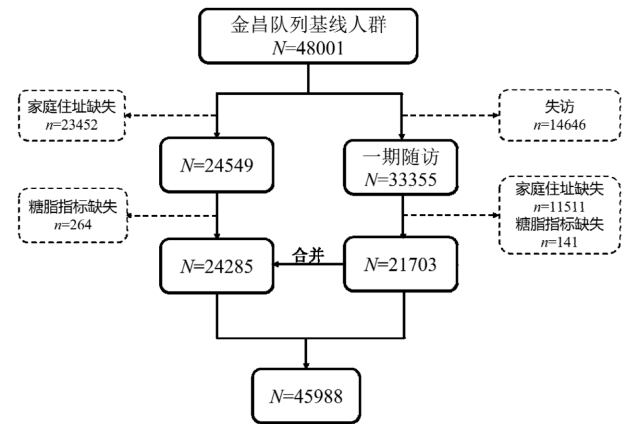 金昌队列基线人群
N=48001
家庭住址缺失
n=23452
失访
n=14646
N=24549
一期随访
N=33355
糖脂指标缺失
n=264
家庭住址缺失
n=11511
糖脂指标缺失
n=141
N=24285
合并
N=21703
N=45988